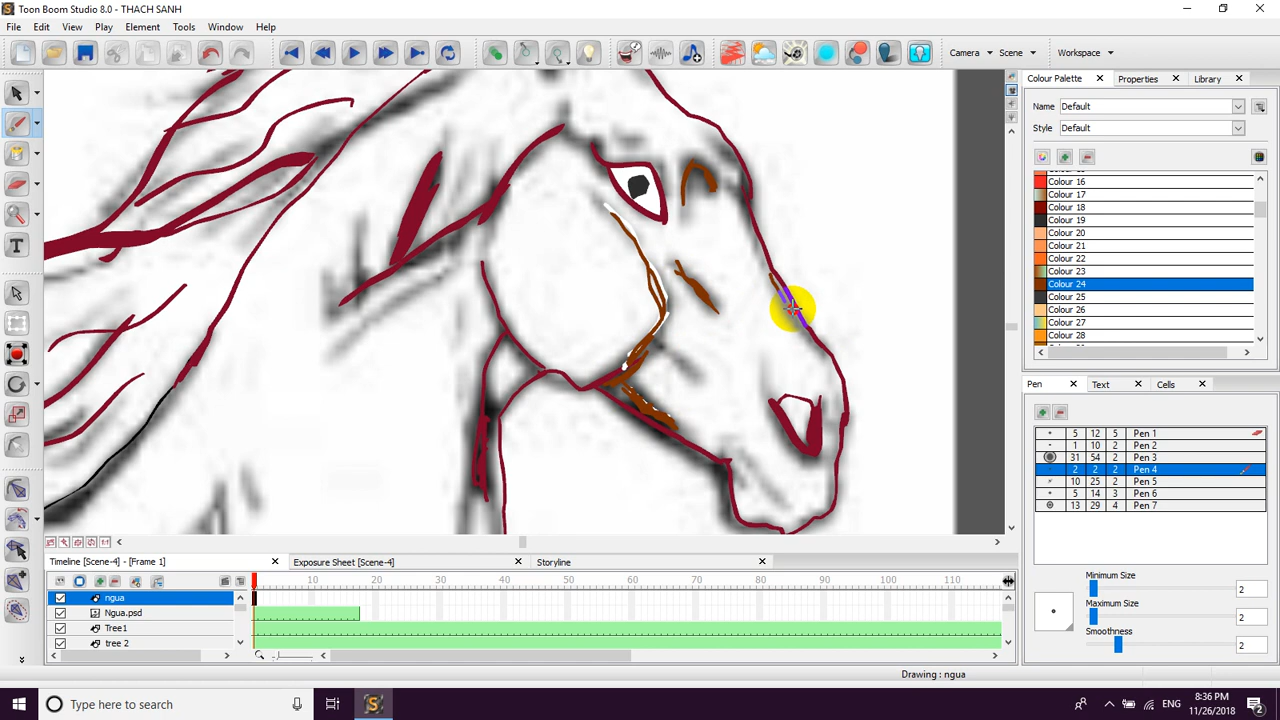 Toon Boom Studio 8.0 - THACH SANH
File Edit View Play Element Tools Window Help
Camera Scene Workspace
Colour Palette Properties Library
Name Default
Style Default
Colour 16
Colour 17
Colour 18
Colour 19
Colour 20
Colour 21
Colour 22
Colour 23
Colour 24
Colour 25
Colour 26
Colour 27
Colour 28
Pen Text Cells
5 12 5 Pen 1
1 10 2 Pen 2
31 54 2 Pen 3
2 2 2 Pen 4
10 25 2 Pen 5
5 14 3 Pen 6
13 29 4 Pen 7
Minimum Size
2
Maximum Size
2
Smoothness
2
Timeline [Scene-4] - [Frame 1] Exposure Sheet [Scene-4] Storyline
10 20 30 40 50 60 70 80 90 100 110
ngua
Ngua.psd
Tree1
tree 2
Drawing : ngua
Type here to search
ENG
8:36 PM
11/26/2018
2